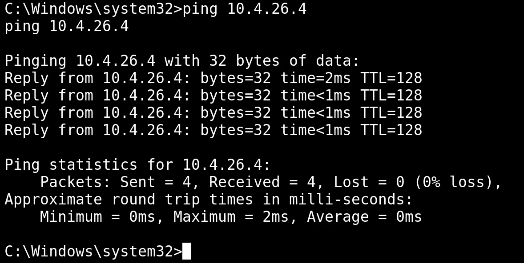 C:\Windows\system32>ping 10.4.26.4
ping 10.4.26.4

Pinging 10.4.26.4 with 32 bytes of data:
Reply from 10.4.26.4: bytes=32 time=2ms TTL=128
Reply from 10.4.26.4: bytes=32 time<1ms TTL=128
Reply from 10.4.26.4: bytes=32 time<1ms TTL=128
Reply from 10.4.26.4: bytes=32 time<1ms TTL=128

Ping statistics for 10.4.26.4:
    Packets: Sent = 4, Received = 4, Lost = 0 (0% loss),
Approximate round trip times in milli-seconds:
    Minimum = 0ms, Maximum = 2ms, Average = 0ms

C:\Windows\system32>